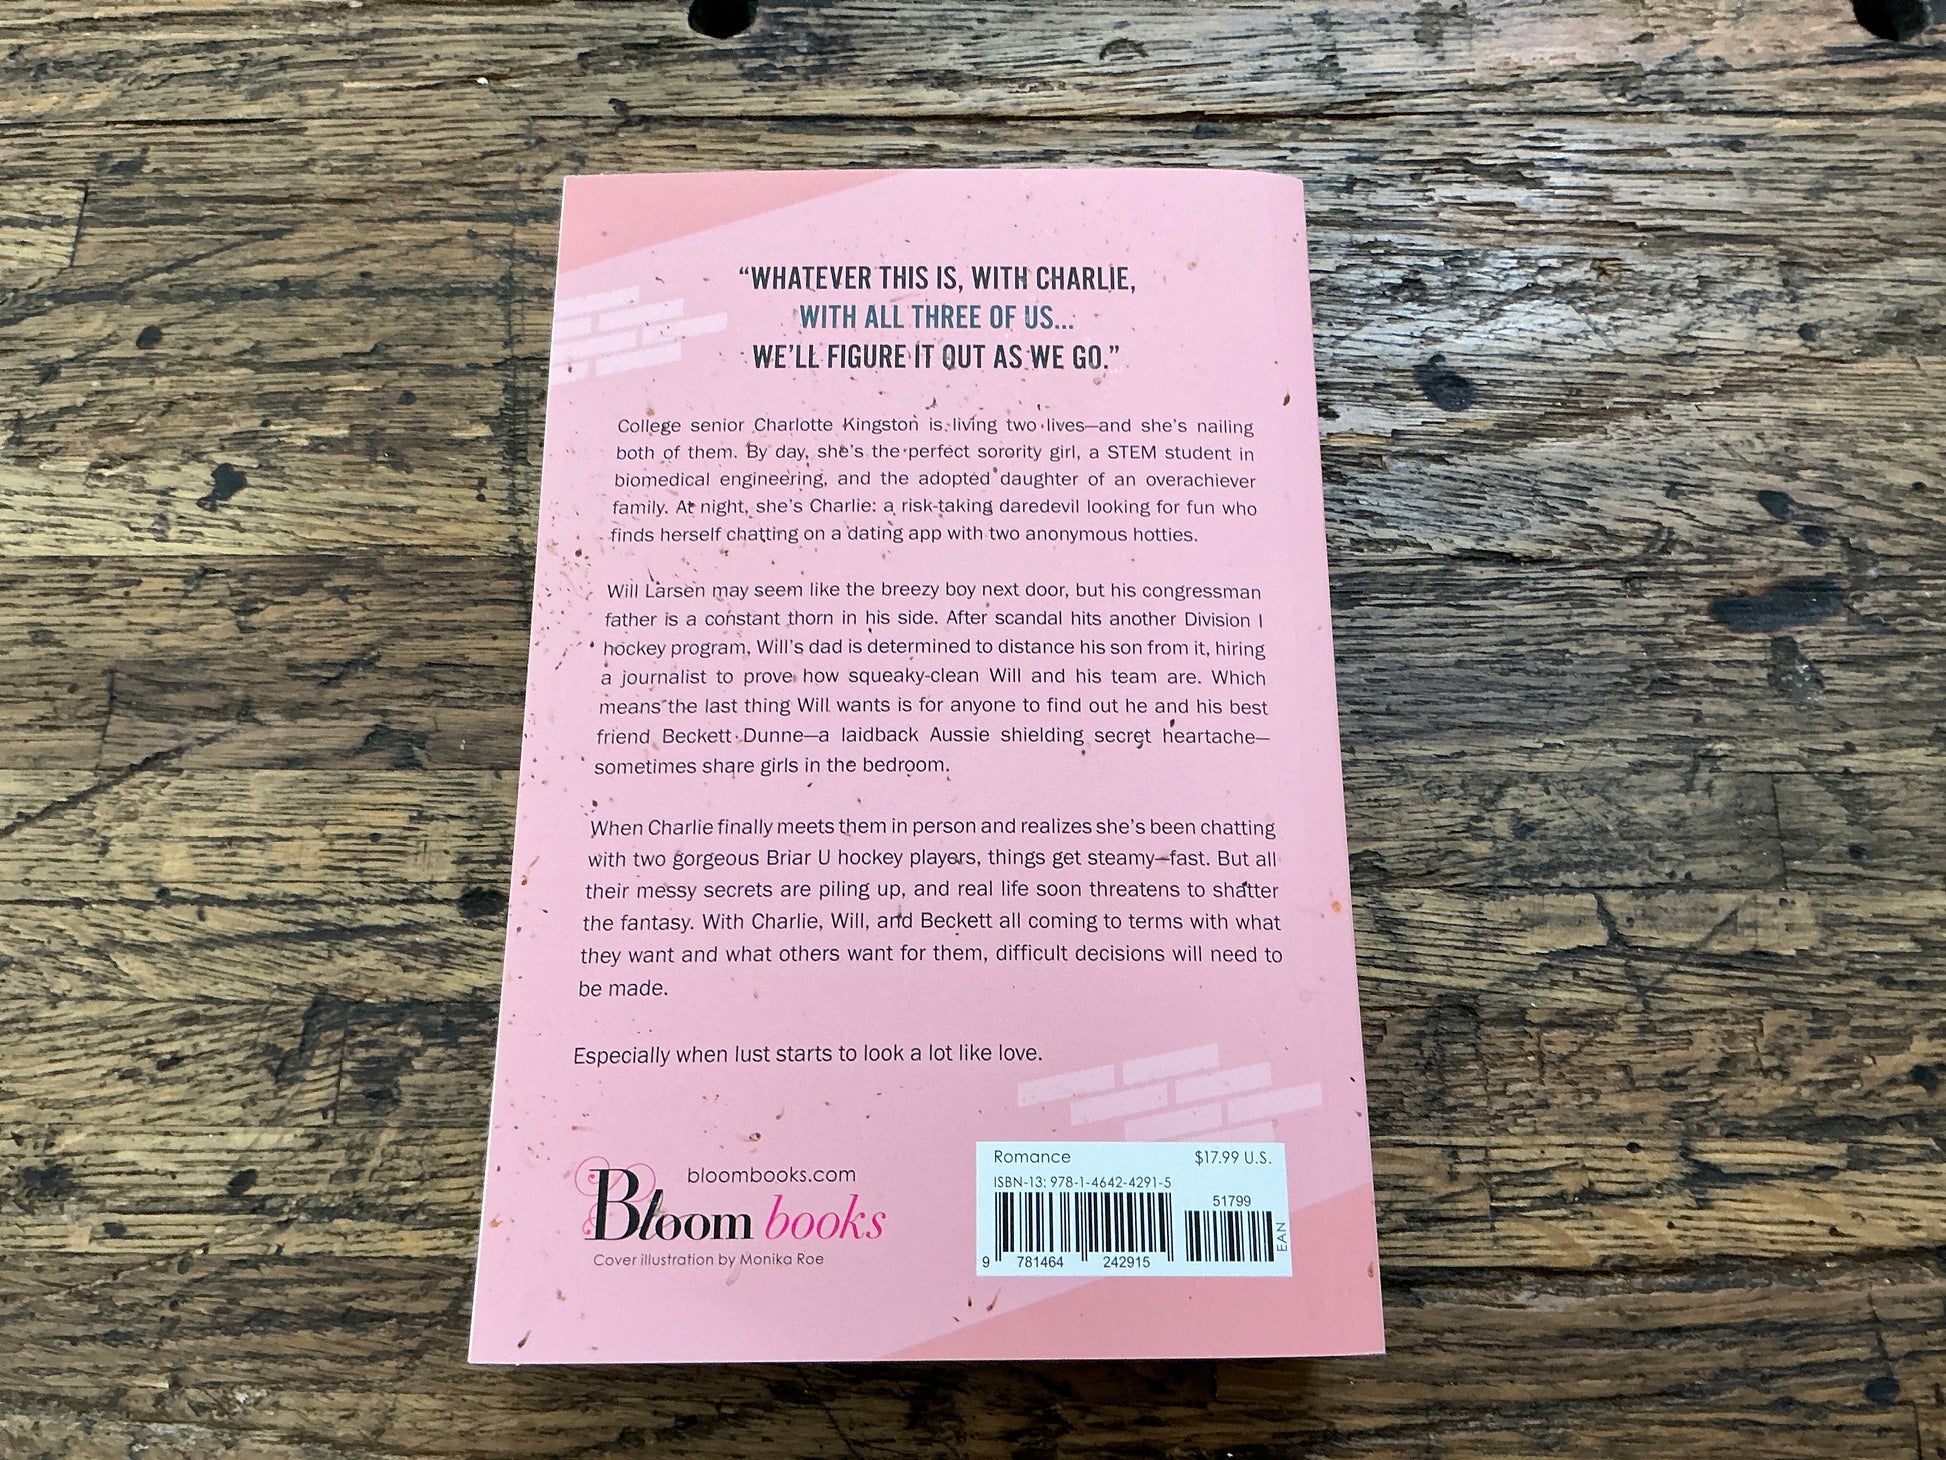 “WHATEVER THIS IS, WITH CHARLIE,
WITH ALL THREE OF US...
WE’LL FIGURE IT OUT AS WE GO.”
College senior Charlotte Kingston is living two lives—and she’s nailing
both of them. By day, she’s the perfect sorority girl, a STEM student in
biomedical engineering, and the adopted daughter of an overachiever
family. At night, she’s Charlie: a risk-taking daredevil looking for fun who
finds herself chatting on a dating app with two anonymous hotties.
Will Larsen may seem like the breezy boy next door, but his congressman
father is a constant thorn in his side. After scandal hits another Division I
hockey program, Will’s dad is determined to distance his son from it, hiring
a journalist to prove how squeaky-clean Will and his team are. Which
means the last thing Will wants is for anyone to find out he and his best
friend Beckett Dunne—a laidback Aussie shielding secret heartache—
sometimes share girls in the bedroom.
When Charlie finally meets them in person and realizes she’s been chatting
with two gorgeous Briar U hockey players, things get steamy—fast. But all
their messy secrets are piling up, and real life soon threatens to shatter
the fantasy. With Charlie, Will, and Beckett all coming to terms with what
they want and what others want for them, difficult decisions will need to
be made.
Especially when lust starts to look a lot like love.
bloombooks.com
Bloom books
Cover illustration by Monika Roe
Romance $17.99 U.S.
ISBN-13: 978-1-4642-4291-5
51799
EAN
9 781464 242915